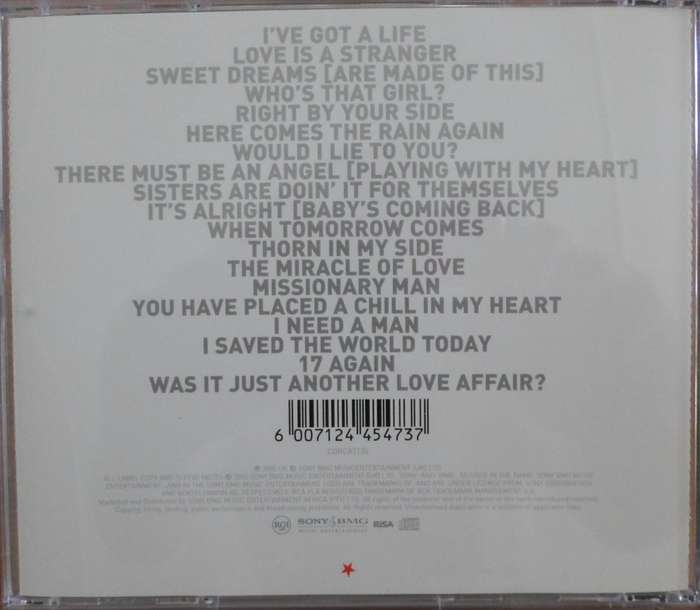 I'VE GOT A LIFE
LOVE IS A STRANGER
SWEET DREAMS [ARE MADE OF THIS]
WHO'S THAT GIRL?
RIGHT BY YOUR SIDE
HERE COMES THE RAIN AGAIN
WOULD I LIE TO YOU?
THERE MUST BE AN ANGEL [PLAYING WITH MY HEART]
SISTERS ARE DOIN' IT FOR THEMSELVES
IT'S ALRIGHT [BABY'S COMING BACK]
WHEN TOMORROW COMES
THORN IN MY SIDE
THE MIRACLE OF LOVE
MISSIONARY MAN
YOU HAVE PLACED A CHILL IN MY HEART
I NEED A MAN
I SAVED THE WORLD TODAY
17 AGAIN
WAS IT JUST ANOTHER LOVE AFFAIR?
6 007124 454737
SONY BMG
MUSIC ENTERTAINMENT
RiSA